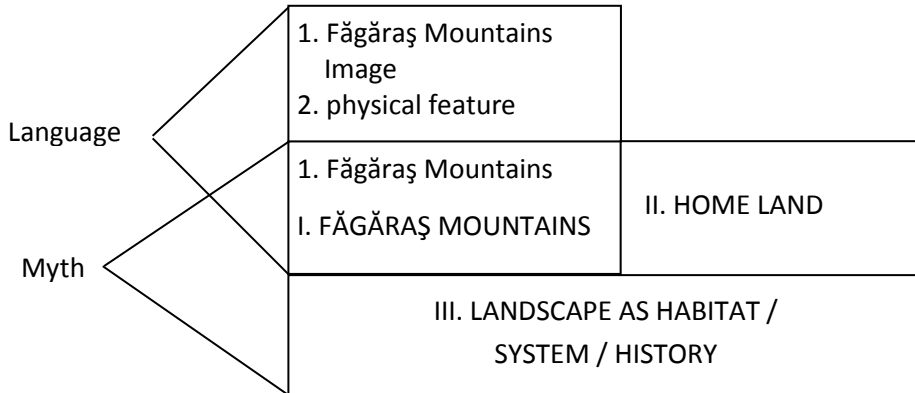 1. Făgăraş Mountains
Image
2. physical feature
Language
1. Făgăraş Mountains
I. FĂGĂRAŞ MOUNTAINS
II. HOME LAND
Myth
III. LANDSCAPE AS HABITAT /
SYSTEM / HISTORY